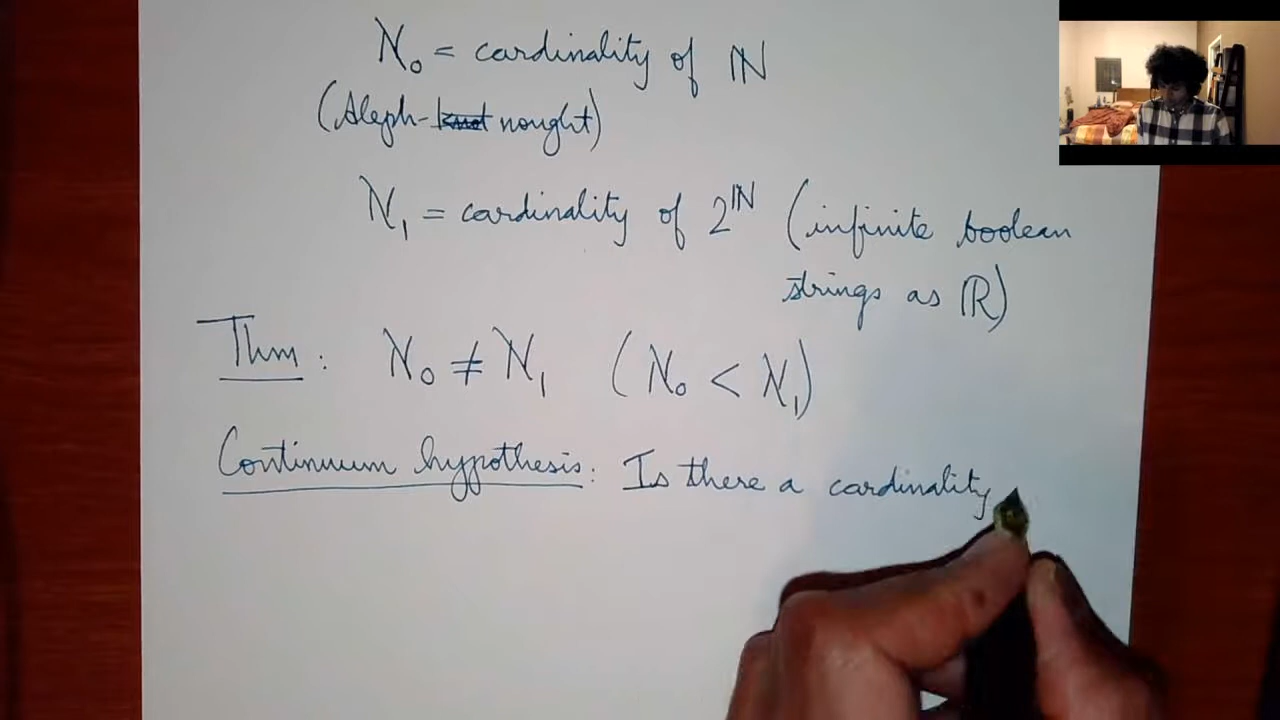 ℵ₀ = cardinality of ℕ
(Aleph-knot nought)
ℵ₁ = cardinality of 2^ℕ (infinite boolean
strings as ℝ)
Thm : ℵ₀ ≠ ℵ₁ (ℵ₀ < ℵ₁)
Continuum hypothesis : Is there a cardinality